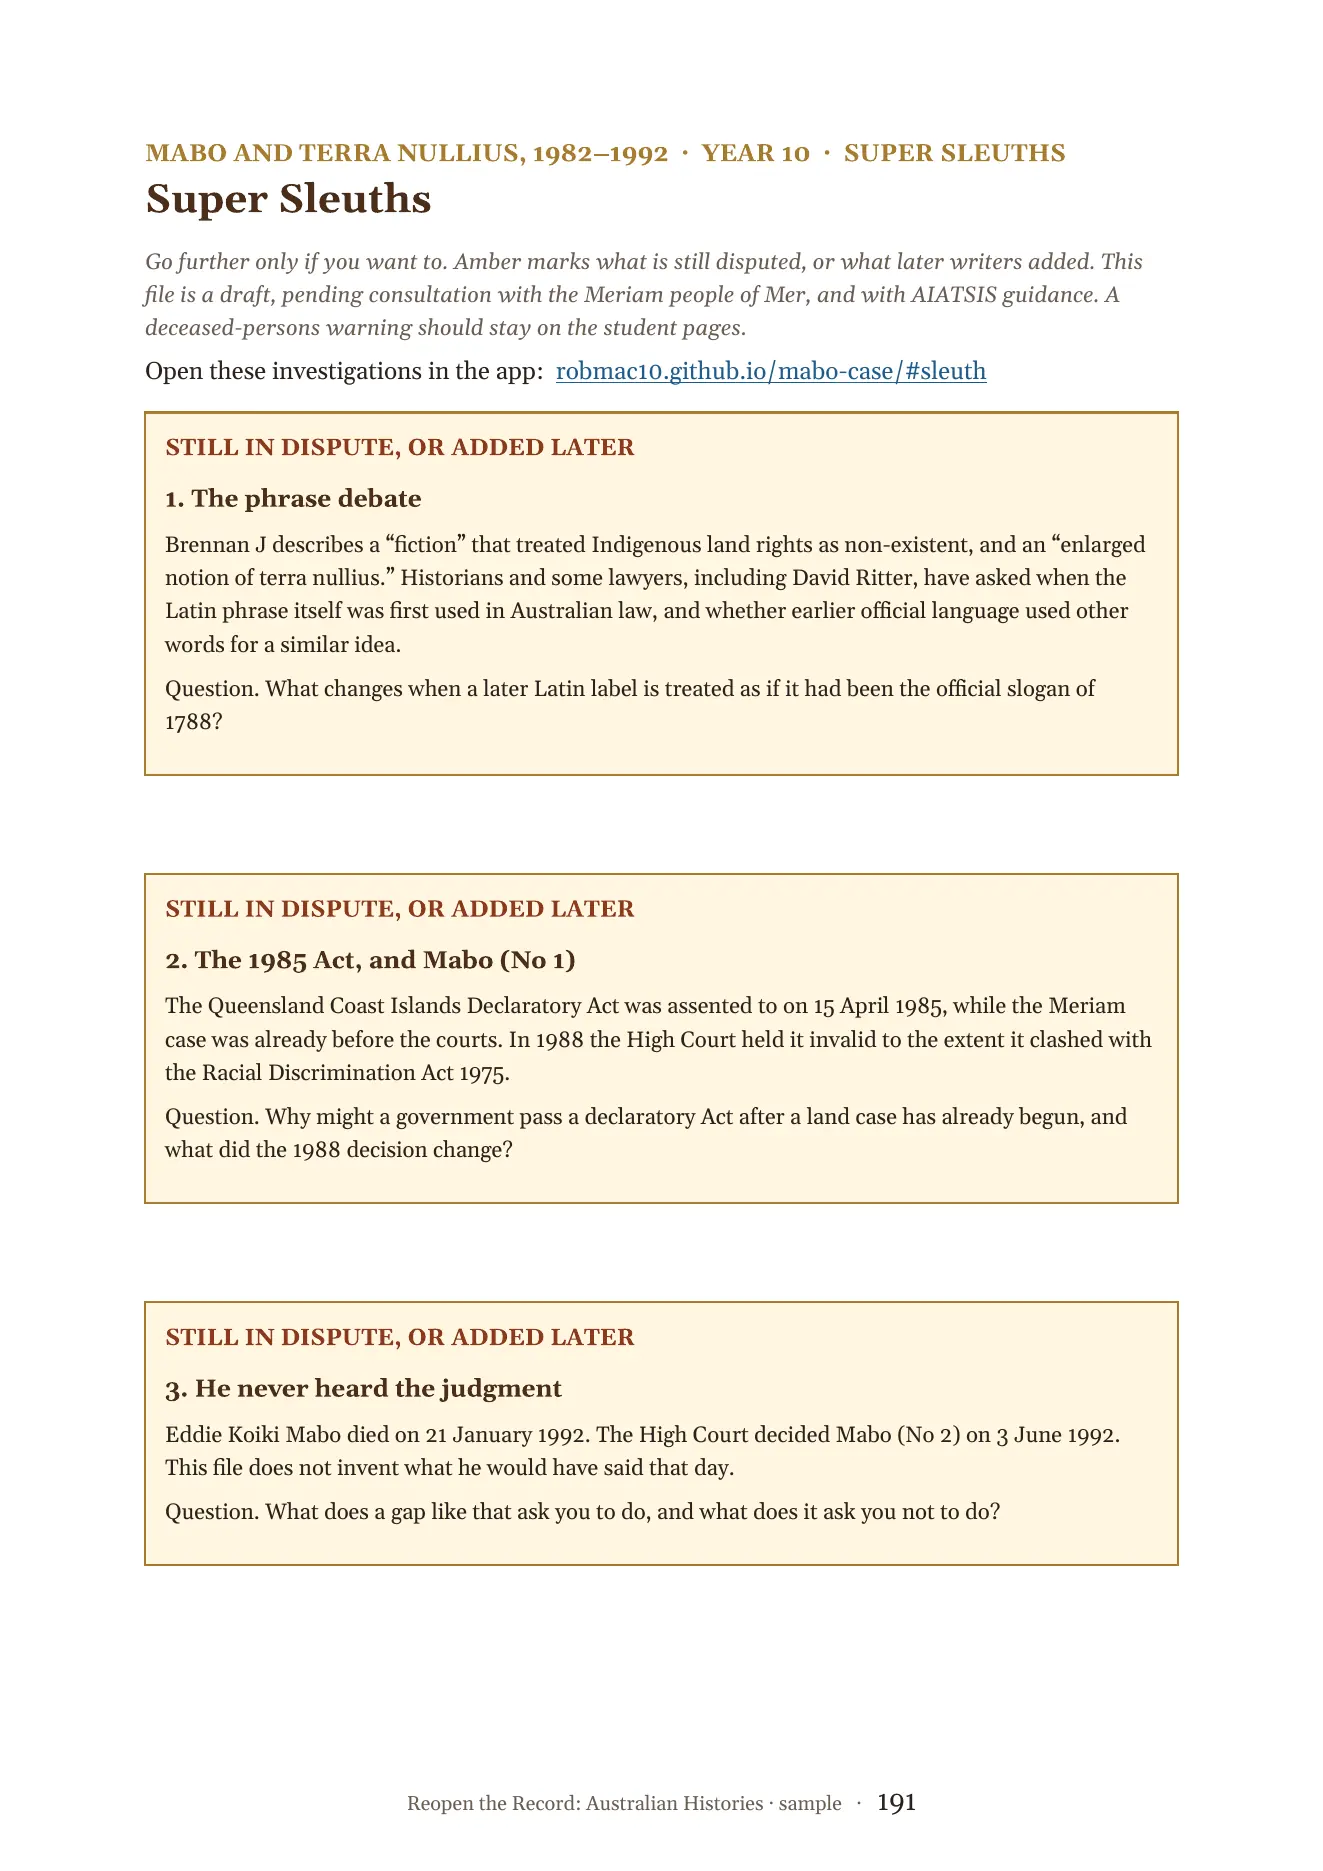 MABO AND TERRA NULLIUS, 1982–1992 · YEAR 10 · SUPER SLEUTHS
Super Sleuths
Go further only if you want to. Amber marks what is still disputed, or what later writers added. This
file is a draft, pending consultation with the Meriam people of Mer, and with AIATSIS guidance. A
deceased-persons warning should stay on the student pages.
Open these investigations in the app: robmac10.github.io/mabo-case/#sleuth
STILL IN DISPUTE, OR ADDED LATER
1. The phrase debate
Brennan J describes a “fiction” that treated Indigenous land rights as non-existent, and an “enlarged
notion of terra nullius.” Historians and some lawyers, including David Ritter, have asked when the
Latin phrase itself was first used in Australian law, and whether earlier official language used other
words for a similar idea.
Question. What changes when a later Latin label is treated as if it had been the official slogan of
1788?
STILL IN DISPUTE, OR ADDED LATER
2. The 1985 Act, and Mabo (No 1)
The Queensland Coast Islands Declaratory Act was assented to on 15 April 1985, while the Meriam
case was already before the courts. In 1988 the High Court held it invalid to the extent it clashed with
the Racial Discrimination Act 1975.
Question. Why might a government pass a declaratory Act after a land case has already begun, and
what did the 1988 decision change?
STILL IN DISPUTE, OR ADDED LATER
3. He never heard the judgment
Eddie Koiki Mabo died on 21 January 1992. The High Court decided Mabo (No 2) on 3 June 1992.
This file does not invent what he would have said that day.
Question. What does a gap like that ask you to do, and what does it ask you not to do?
Reopen the Record: Australian Histories · sample · 191